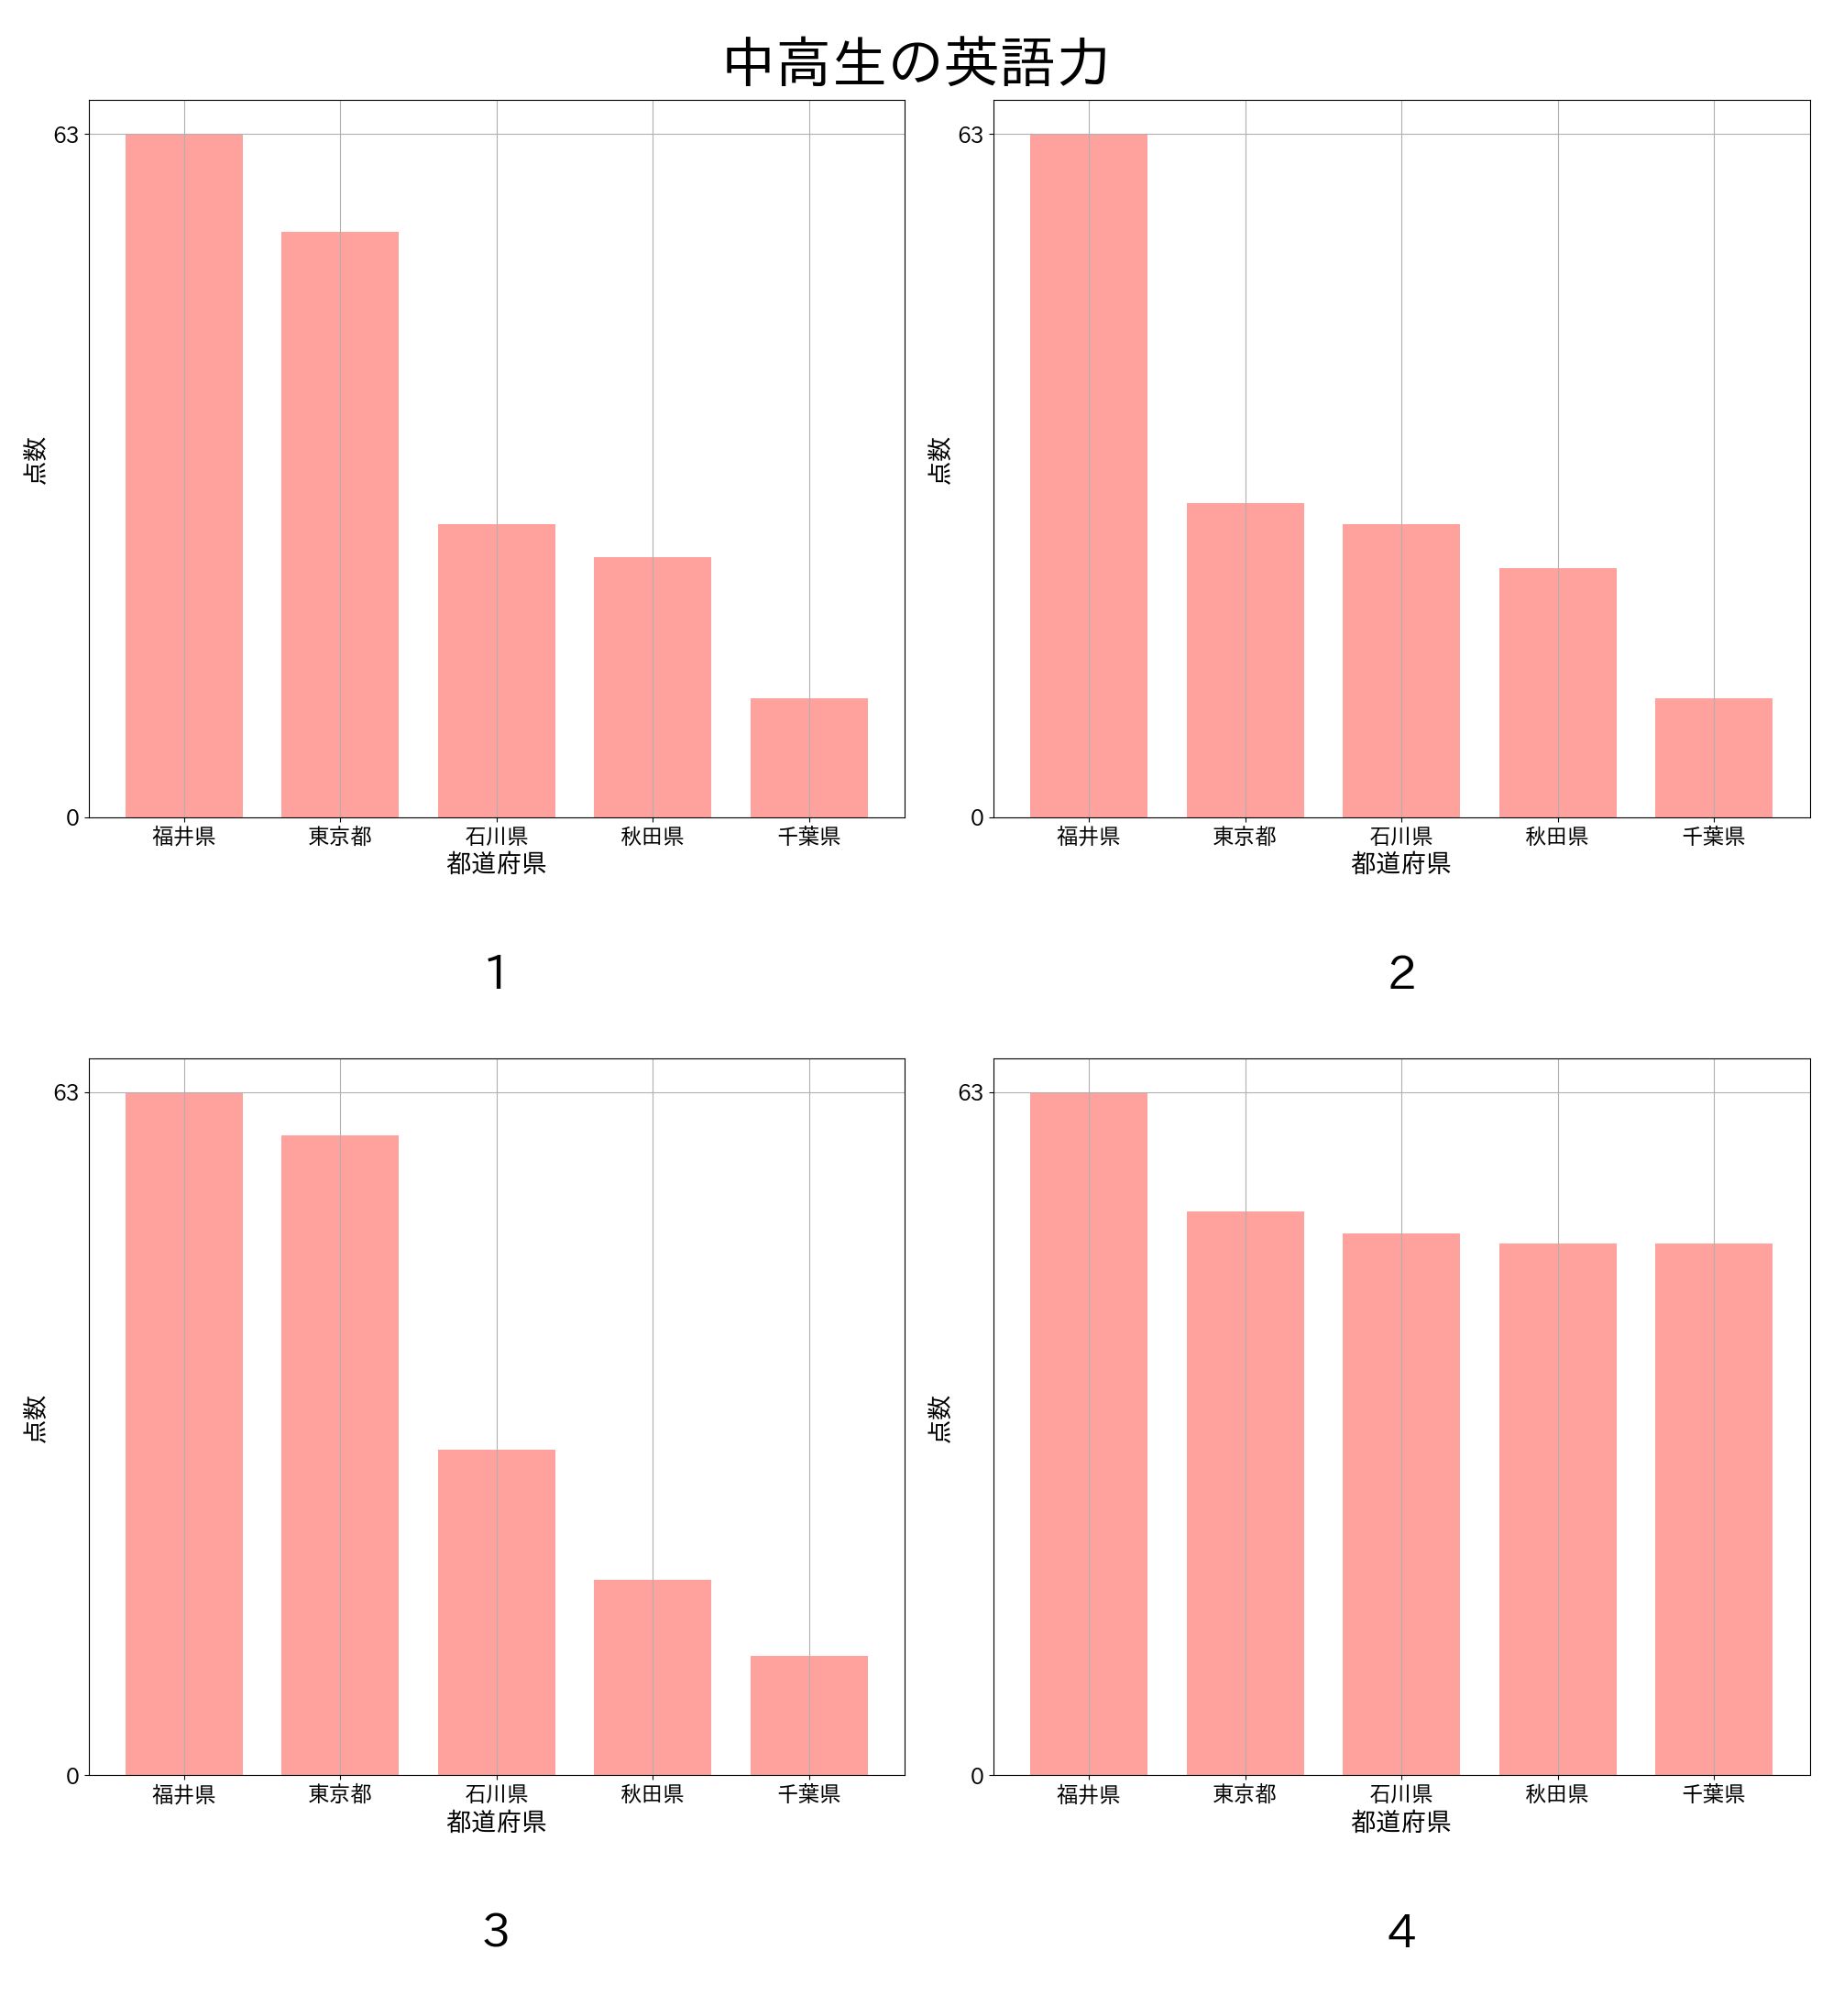 中高生の英語力
63
点数
0
福井県 東京都 石川県 秋田県 千葉県
都道府県
1
63
点数
0
福井県 東京都 石川県 秋田県 千葉県
都道府県
2
63
点数
0
福井県 東京都 石川県 秋田県 千葉県
都道府県
3
63
点数
0
福井県 東京都 石川県 秋田県 千葉県
都道府県
4